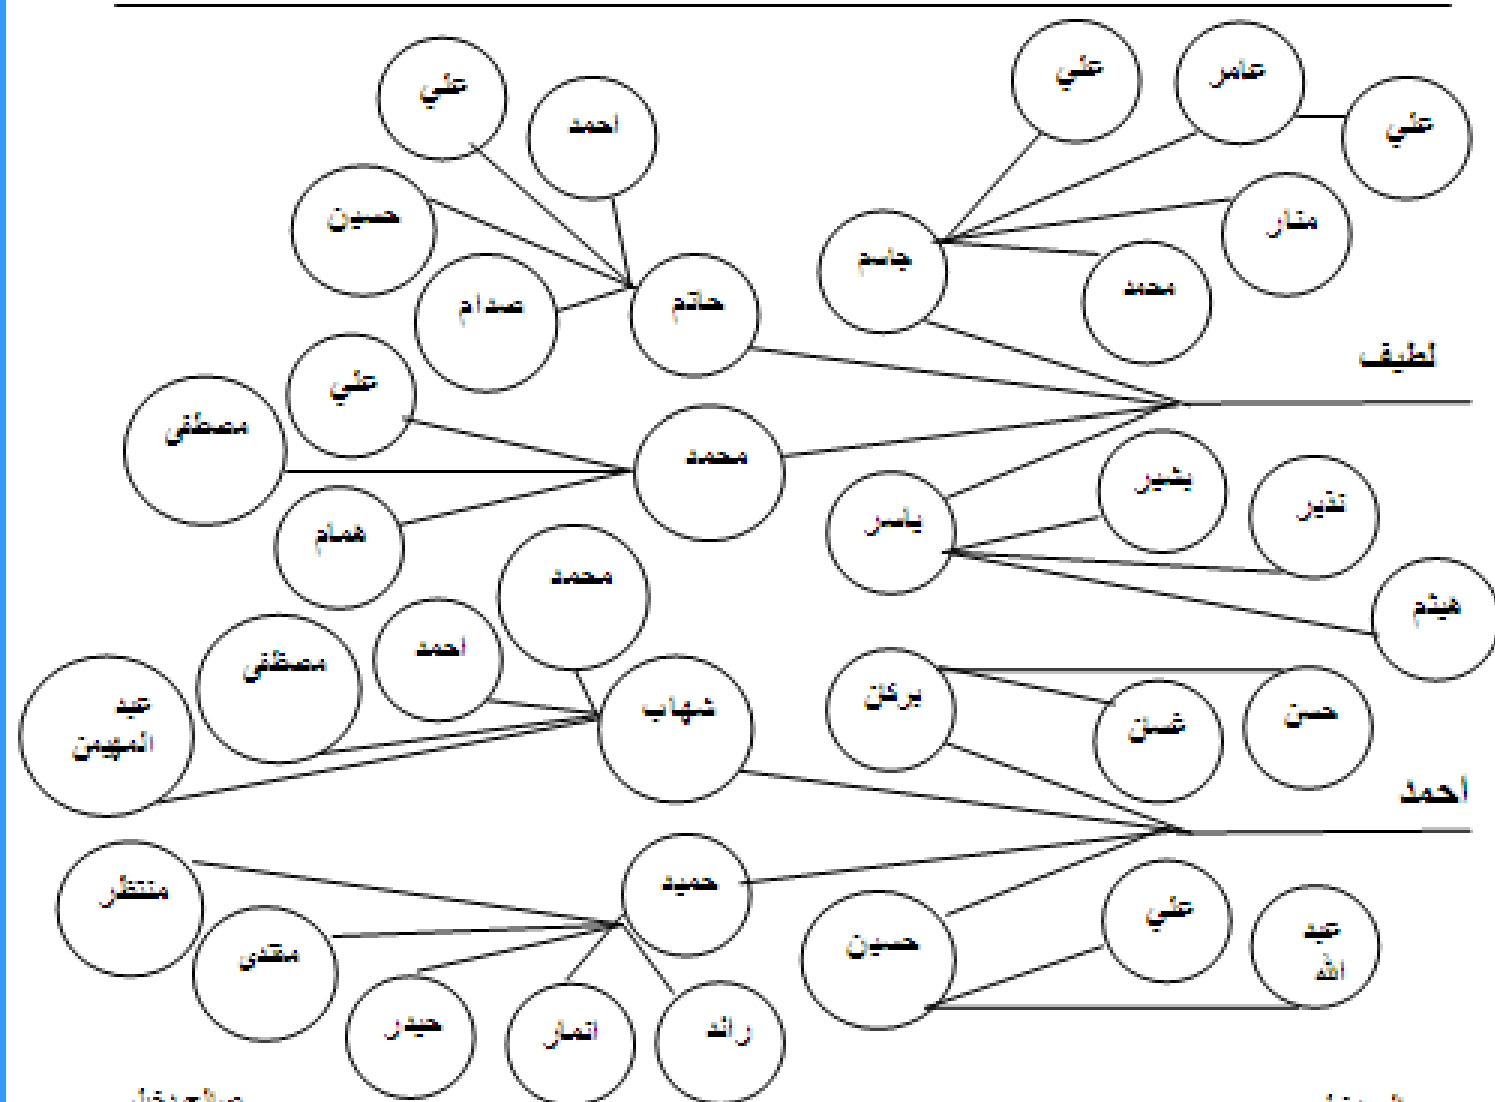 علي
عامر
علي
علي
احمد
منار
حسين
جاسم
محمد
صدام
حاتم
لطيف
علي
مصطفى
محمد
بشير
نذير
ياسر
همام
محمد
هيثم
احمد
مصطفى
شهاب
بركان
حسن
غسان
عبد
المهيمن
احمد
حميد
منتظر
علي
عبد
الله
حسين
مقتدى
حيدر
انمار
رائد